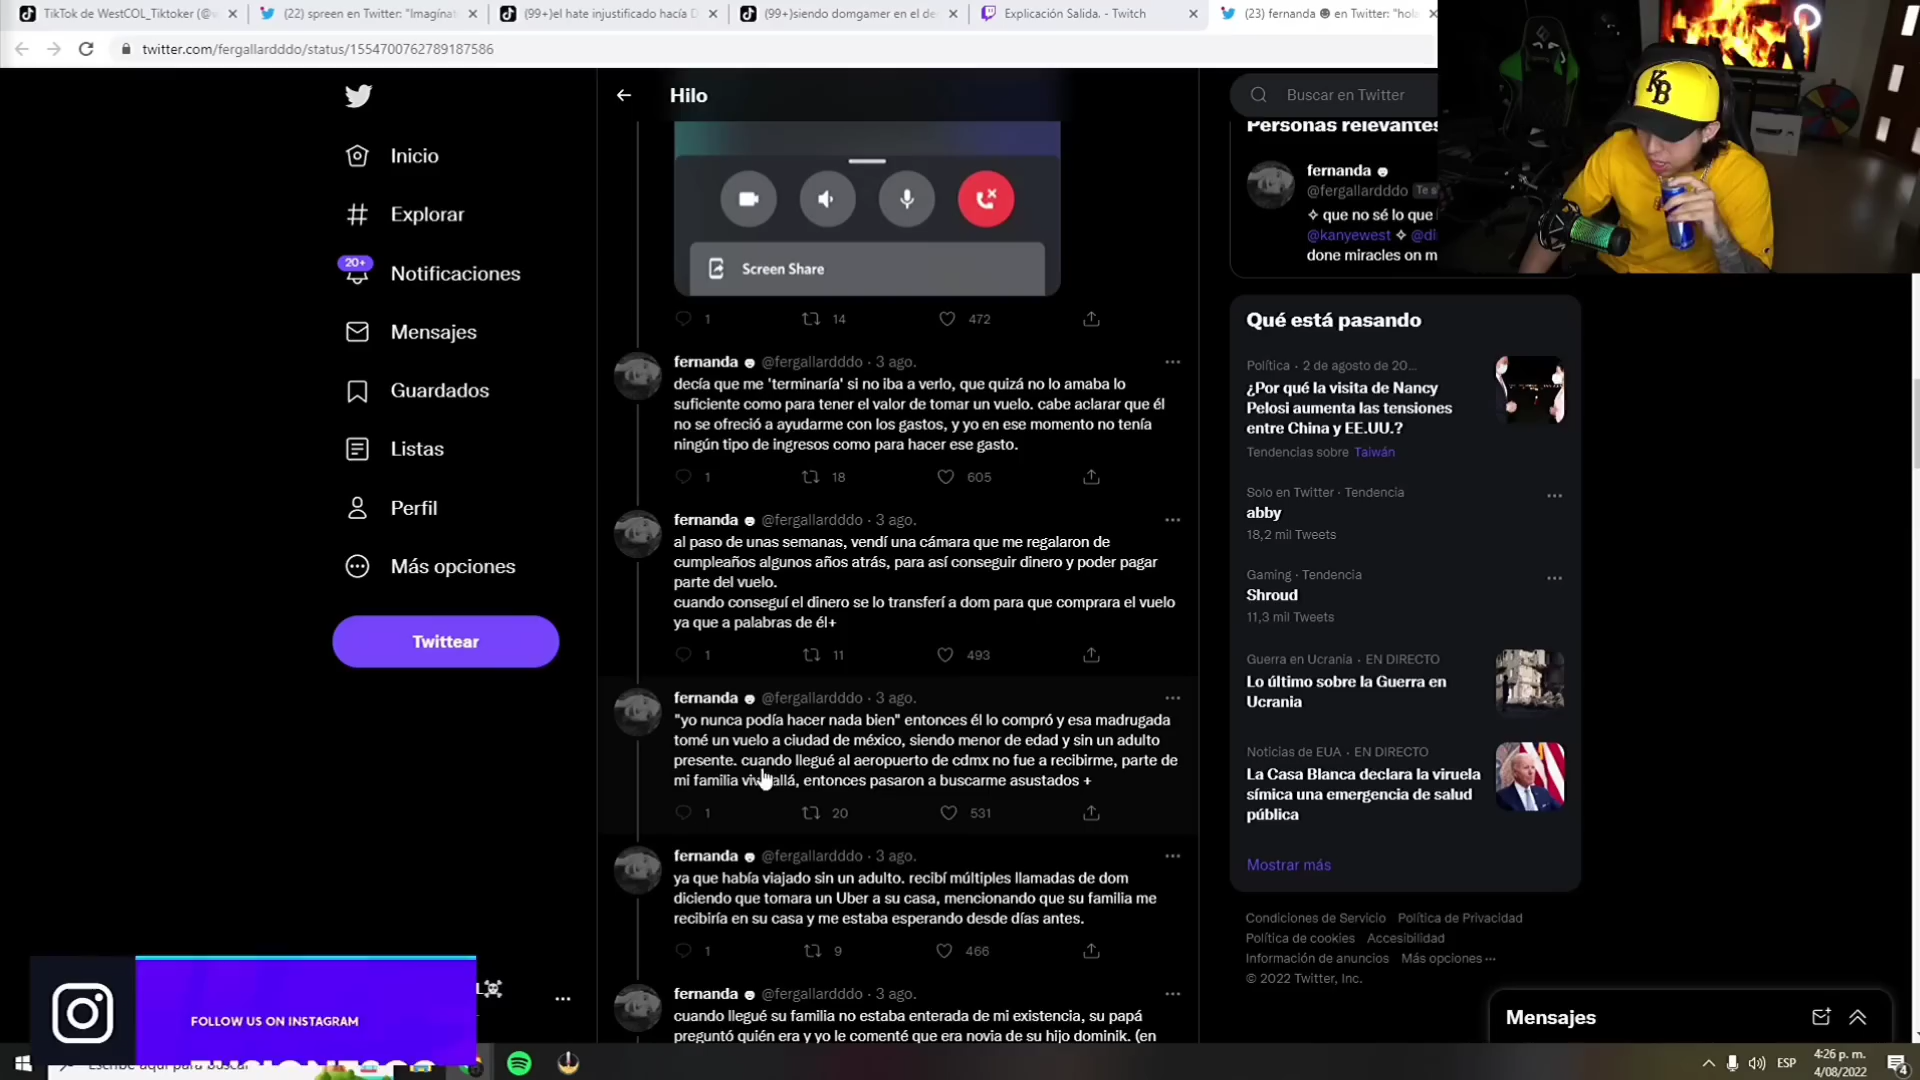 TikTok de WestCOL_Tiktoker (@
(22) spreen en Twitter: "Imagínat
(99+)el hate injustificado hacía D
(99+)siendo domgamer en el de
Explicación Salida. - Twitch
(23) fernanda ☻ en Twitter: "hola
twitter.com/fergallardddo/status/1554700762789187586
Inicio
Explorar
20+
Notificaciones
Mensajes
Guardados
Listas
Perfil
Más opciones
Twittear
Hilo
Screen Share
1 14 472
fernanda ☻ @fergallardddo · 3 ago.
decía que me 'terminaría' si no iba a verlo, que quizá no lo amaba lo
suficiente como para tener el valor de tomar un vuelo. cabe aclarar que él
no se ofreció a ayudarme con los gastos, y yo en ese momento no tenía
ningún tipo de ingresos como para hacer ese gasto.
1 18 605
fernanda ☻ @fergallardddo · 3 ago.
al paso de unas semanas, vendí una cámara que me regalaron de
cumpleaños algunos años atrás, para así conseguir dinero y poder pagar
parte del vuelo.
cuando conseguí el dinero se lo transferí a dom para que comprara el vuelo
ya que a palabras de él+
1 11 493
fernanda ☻ @fergallardddo · 3 ago.
"yo nunca podía hacer nada bien" entonces él lo compró y esa madrugada
tomé un vuelo a ciudad de méxico, siendo menor de edad y sin un adulto
presente. cuando llegué al aeropuerto de cdmx no fue a recibirme, parte de
mi familia viv allá, entonces pasaron a buscarme asustados +
1 20 531
fernanda ☻ @fergallardddo · 3 ago.
ya que había viajado sin un adulto. recibí múltiples llamadas de dom
diciendo que tomara un Uber a su casa, mencionando que su familia me
recibiría en su casa y me estaba esperando desde días antes.
1 9 466
fernanda ☻ @fergallardddo · 3 ago.
cuando llegué su familia no estaba enterada de mi existencia, su papá
preguntó quién era y yo le comenté que era novia de su hijo dominik. (en
Buscar en Twitter
Personas relevantes
fernanda ☻
@fergallardddo Te s
✧ que no sé lo que
@kanyewest ✧ @di
done miracles on m
Qué está pasando
Política · 2 de agosto de 20...
¿Por qué la visita de Nancy
Pelosi aumenta las tensiones
entre China y EE.UU.?
Tendencias sobre Taiwán
Solo en Twitter · Tendencia
abby
18,2 mil Tweets
Gaming · Tendencia
Shroud
11,3 mil Tweets
Guerra en Ucrania · EN DIRECTO
Lo último sobre la Guerra en
Ucrania
Noticias de EUA · EN DIRECTO
La Casa Blanca declara la viruela
símica una emergencia de salud
pública
Mostrar más
Condiciones de Servicio Política de Privacidad
Política de cookies Accesibilidad
Información de anuncios Más opciones ···
© 2022 Twitter, Inc.
Mensajes
KB
L☠
FOLLOW US ON INSTAGRAM
Escribe aquí para buscar
ESP
4:26 p. m.
4/08/2022
4